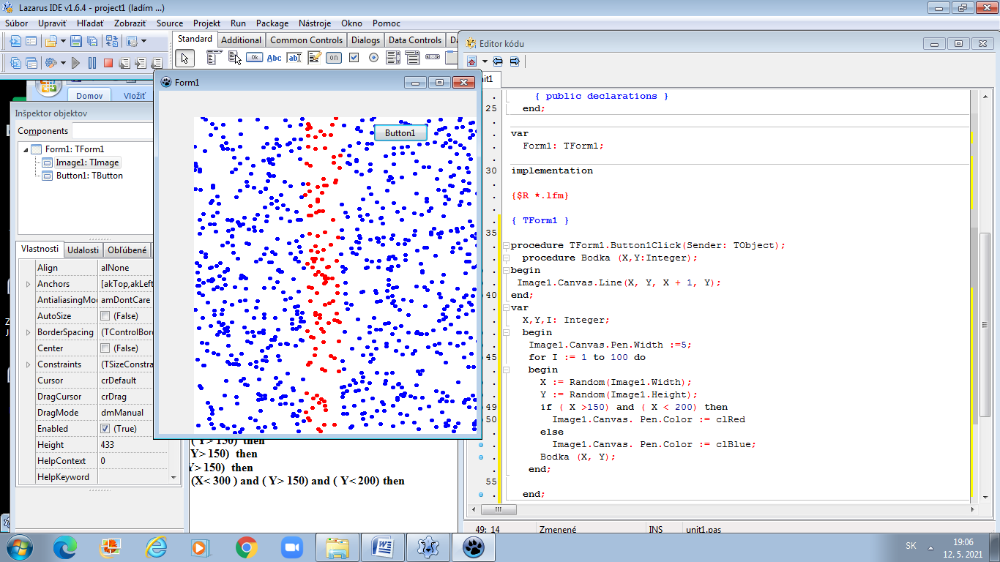 Lazarus IDE v1.6.4 - project1 (ladím ...)
Súbor Upraviť Hľadať Zobraziť Source Projekt Run Package Nástroje Okno Pomoc
Standard Additional Common Controls Dialogs Data Controls
Ok Abc ab on
Form1
Button1
Domov Vložiť
Inšpektor objektov
Components
Form1: TForm1
Image1: TImage
Button1: TButton
Vlastnosti Udalosti Obľúbené
Align alNone
Anchors [akTop,akLeft
AntialiasingMo amDontCare
AutoSize (False)
BorderSpacing (TControlBor
Center (False)
Constraints (TSizeConstra
Cursor crDefault
DragCursor crDrag
DragMode dmManual
Enabled (True)
Height 433
HelpContext 0
HelpKeyword
( Y> 150) then
Y> 150) then
Y> 150) then
(X< 300 ) and ( Y> 150) and ( Y< 200) then
Editor kódu
{ public declarations }
25 end;
var
Form1: TForm1;
30 implementation
{$R *.lfm}
{ TForm1 }
35
procedure TForm1.Button1Click(Sender: TObject);
procedure Bodka (X,Y:Integer);
begin
Image1.Canvas.Line(X, Y, X + 1, Y);
40 end;
var
X,Y,I: Integer;
begin
Image1.Canvas.Pen.Width :=5;
45 for I := 1 to 100 do
begin
X := Random(Image1.Width);
Y := Random(Image1.Height);
49 if ( X >150) and ( X < 200) then
50 Image1.Canvas. Pen.Color := clRed
else
Image1.Canvas. Pen.Color := clBlue;
Bodka (X, Y);
end;
55
end;
49: 14 Zmenené INS unit1.pas
SK 19:06
12. 5. 2021